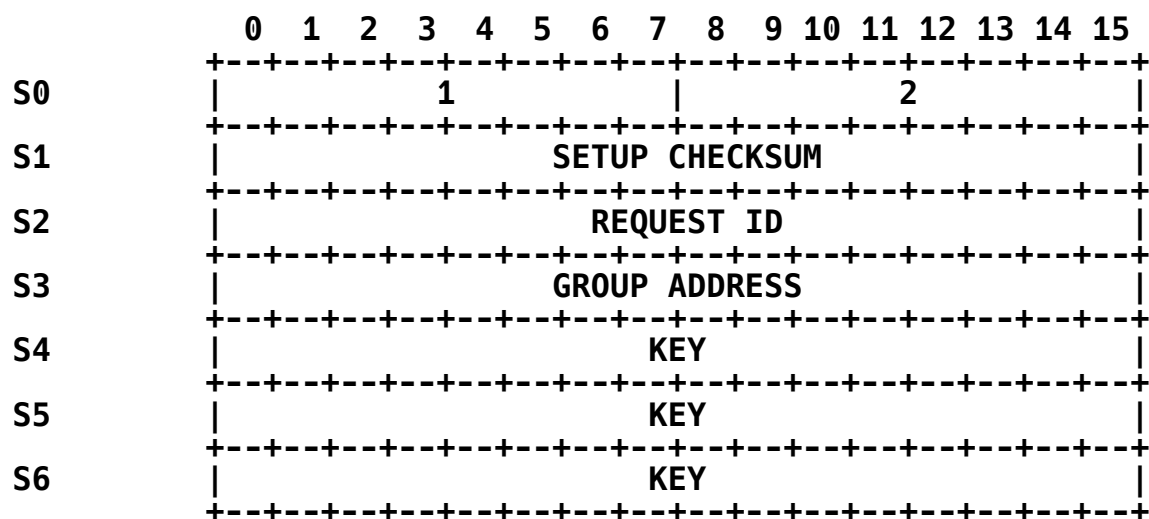 0  1  2  3  4  5  6  7  8  9 10 11 12 13 14 15
              +--+--+--+--+--+--+--+--+--+--+--+--+--+--+--+--+
S0            |           1           |           2           |
              +--+--+--+--+--+--+--+--+--+--+--+--+--+--+--+--+
S1            |                 SETUP CHECKSUM                |
              +--+--+--+--+--+--+--+--+--+--+--+--+--+--+--+--+
S2            |                   REQUEST ID                  |
              +--+--+--+--+--+--+--+--+--+--+--+--+--+--+--+--+
S3            |                 GROUP ADDRESS                 |
              +--+--+--+--+--+--+--+--+--+--+--+--+--+--+--+--+
S4            |                      KEY                      |
              +--+--+--+--+--+--+--+--+--+--+--+--+--+--+--+--+
S5            |                      KEY                      |
              +--+--+--+--+--+--+--+--+--+--+--+--+--+--+--+--+
S6            |                      KEY                      |
              +--+--+--+--+--+--+--+--+--+--+--+--+--+--+--+--+